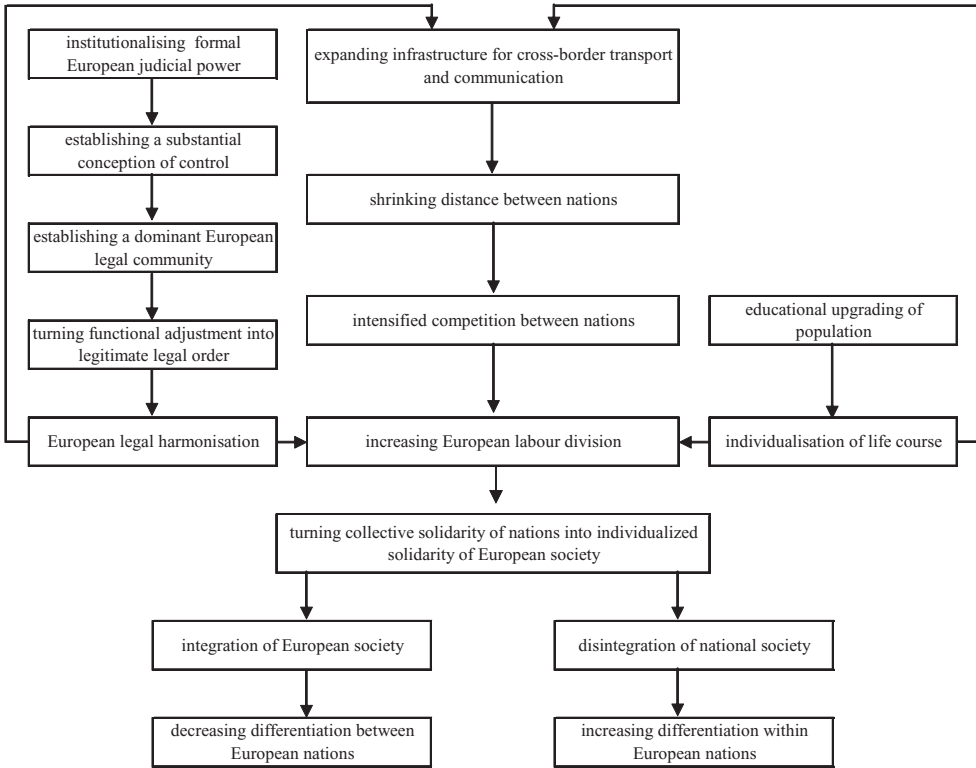 institutionalising formal
European judicial power
expanding infrastructure for cross-border transport
and communication
establishing a substantial
conception of control
shrinking distance between nations
establishing a dominant European
legal community
intensified competition between nations
educational upgrading of
population
turning functional adjustment into
legitimate legal order
European legal harmonisation
increasing European labour division
individualisation of life course
turning collective solidarity of nations into individualized
solidarity of European society
integration of European society
disintegration of national society
decreasing differentiation between
European nations
increasing differentiation within
European nations